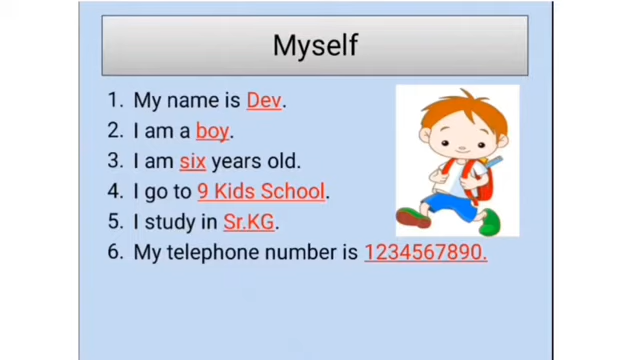 Myself
1. My name is Dev.
2. I am a boy.
3. I am six years old.
4. I go to 9 Kids School.
5. I study in Sr.KG.
6. My telephone number is 1234567890.